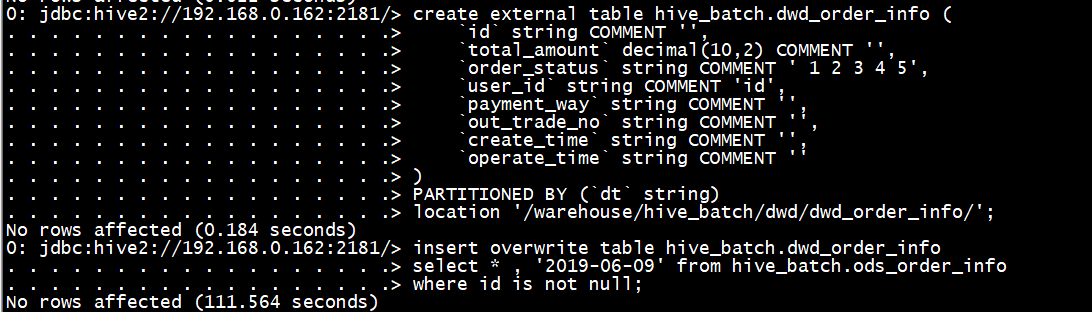 No rows affected (0.022 seconds)
0: jdbc:hive2://192.168.0.162:2181/> create external table hive_batch.dwd_order_info (
. . . . . . . . . . . . . . . . . .>     `id` string COMMENT '',
. . . . . . . . . . . . . . . . . .>     `total_amount` decimal(10,2) COMMENT '',
. . . . . . . . . . . . . . . . . .>     `order_status` string COMMENT ' 1 2 3 4 5',
. . . . . . . . . . . . . . . . . .>     `user_id` string COMMENT 'id',
. . . . . . . . . . . . . . . . . .>     `payment_way` string COMMENT '',
. . . . . . . . . . . . . . . . . .>     `out_trade_no` string COMMENT '',
. . . . . . . . . . . . . . . . . .>     `create_time` string COMMENT '',
. . . . . . . . . . . . . . . . . .>     `operate_time` string COMMENT ''
. . . . . . . . . . . . . . . . . .> )
. . . . . . . . . . . . . . . . . .> PARTITIONED BY (`dt` string)
. . . . . . . . . . . . . . . . . .> location '/warehouse/hive_batch/dwd/dwd_order_info/';
No rows affected (0.184 seconds)
0: jdbc:hive2://192.168.0.162:2181/> insert overwrite table hive_batch.dwd_order_info
. . . . . . . . . . . . . . . . . .> select * , '2019-06-09' from hive_batch.ods_order_info
. . . . . . . . . . . . . . . . . .> where id is not null;
No rows affected (111.564 seconds)